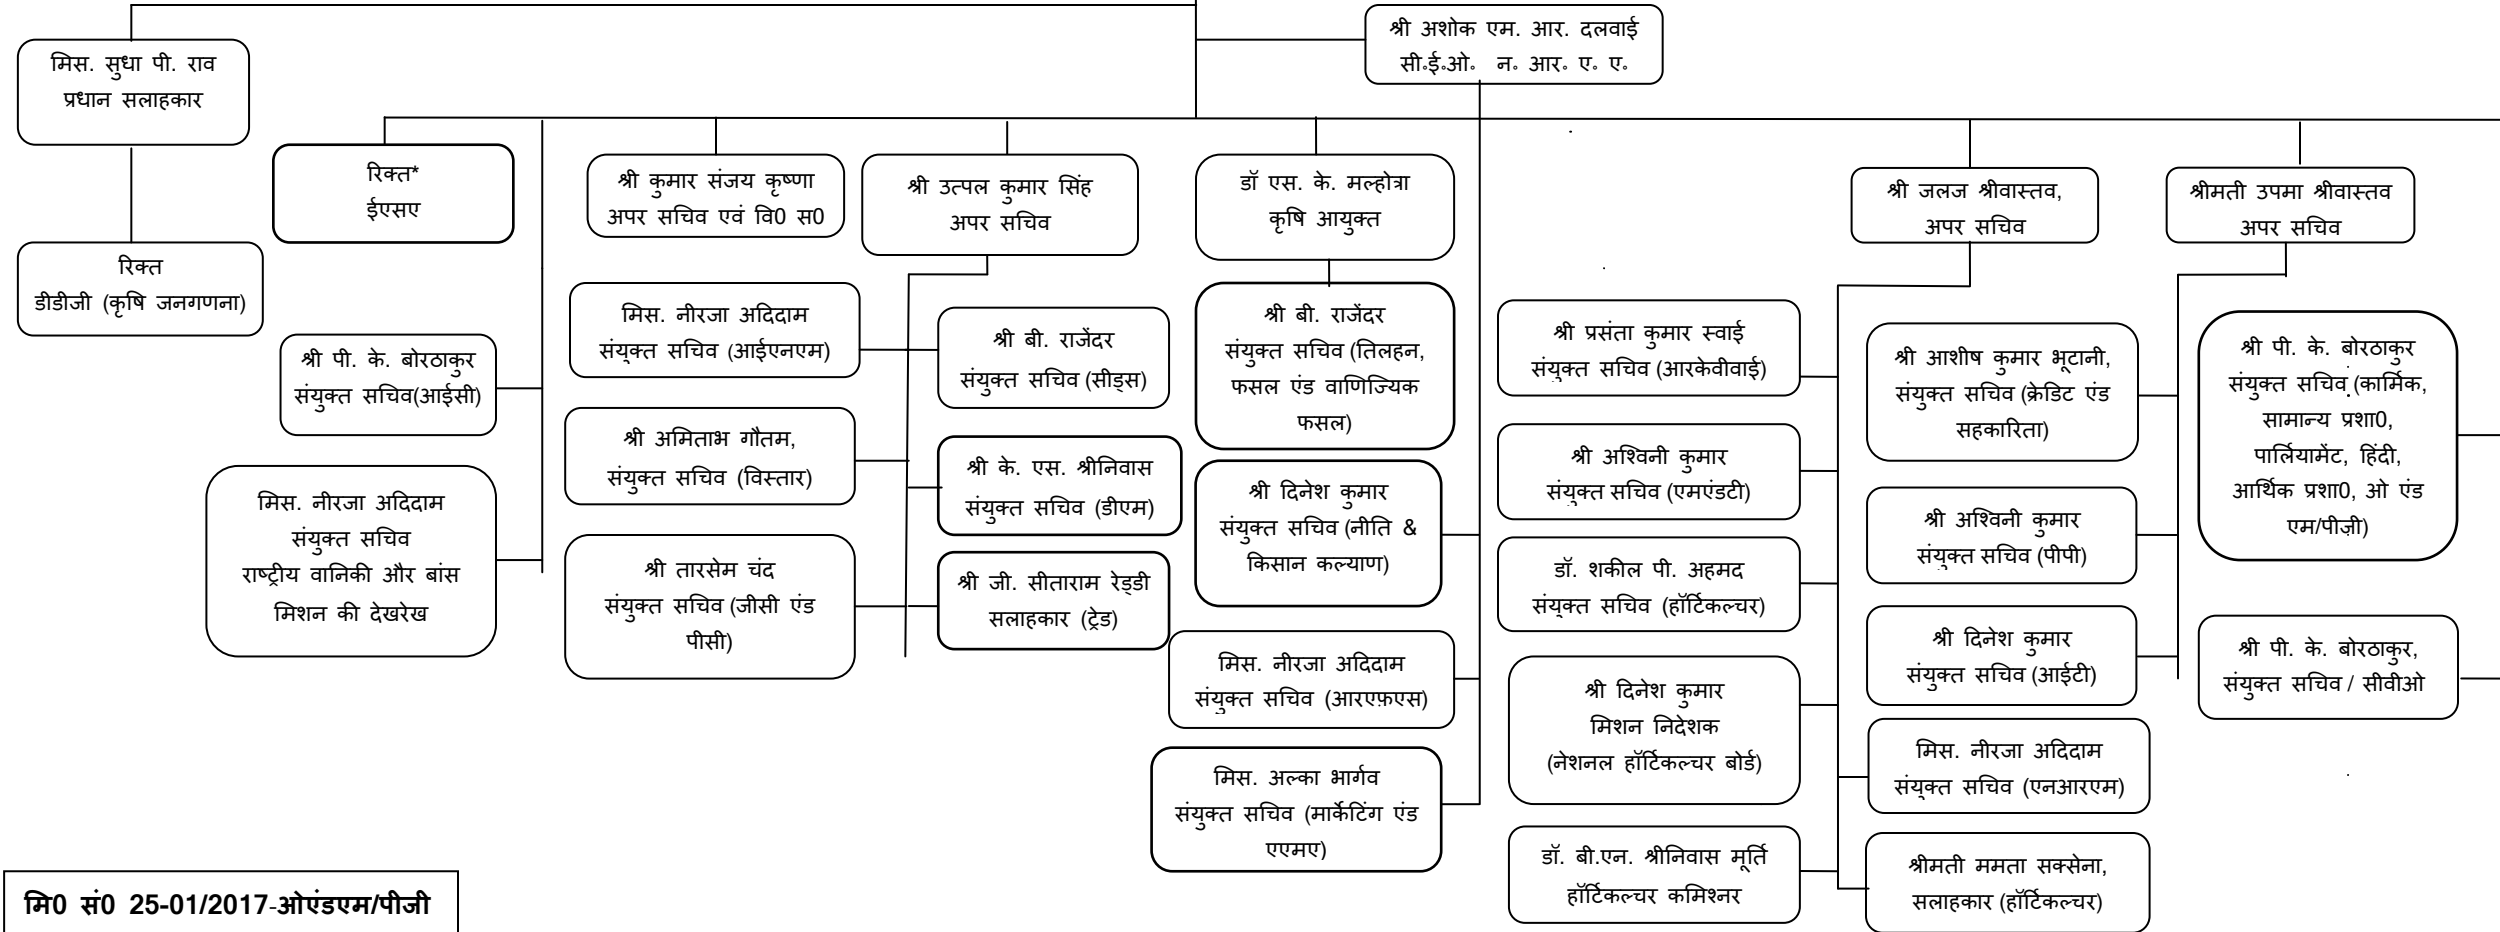 श्री अशोक एम. आर. दलवाई
सी॰ई॰ओ॰ न॰ आर॰ ए॰ ए॰
मिस. सुधा पी. राव
प्रधान सलाहकार
रिक्त
डीडीजी (कृषि जनगणना)
रिक्त*
ईएसए
श्री कुमार संजय कृष्णा
अपर सचिव एवं वि0 स0
श्री उत्पल कुमार सिंह
अपर सचिव
डॉ एस. के. मल्होत्रा
कृषि आयुक्त
श्री जलज श्रीवास्तव,
अपर सचिव
श्रीमती उपमा श्रीवास्तव
अपर सचिव
श्री पी. के. बोरठाकुर
संयुक्त सचिव(आईसी)
मिस. नीरजा अदिदाम
संयुक्त सचिव
राष्ट्रीय वानिकी और बांस
मिशन की देखरेख
मिस. नीरजा अदिदाम
संयुक्त सचिव (आईएनएम)
श्री अमिताभ गौतम,
संयुक्त सचिव (विस्तार)
श्री तारसेम चंद
संयुक्त सचिव (जीसी एंड
पीसी)
श्री बी. राजेंदर
संयुक्त सचिव (सीड्स)
श्री के. एस. श्रीनिवास
संयुक्त सचिव (डीएम)
श्री जी. सीताराम रेड्डी
सलाहकार (ट्रेड)
श्री बी. राजेंदर
संयुक्त सचिव (तिलहन,
फसल एंड वाणिज्यिक
फसल)
श्री दिनेश कुमार
संयुक्त सचिव (नीति &
किसान कल्याण)
मिस. नीरजा अदिदाम
संयुक्त सचिव (आरएफ़एस)
मिस. अल्का भार्गव
संयुक्त सचिव (मार्केटिंग एंड
एएमए)
श्री प्रसंता कुमार स्वाई
संयुक्त सचिव (आरकेवीवाई)
श्री अश्विनी कुमार
संयुक्त सचिव (एमएंडटी)
डॉ. शकील पी. अहमद
संयुक्त सचिव (हॉर्टिकल्चर)
श्री दिनेश कुमार
मिशन निदेशक
(नेशनल हॉर्टिकल्चर बोर्ड)
डॉ. बी.एन. श्रीनिवास मूर्ति
हॉर्टिकल्चर कमिश्नर
श्री आशीष कुमार भूटानी,
संयुक्त सचिव (क्रेडिट एंड
सहकारिता)
श्री अश्विनी कुमार
संयुक्त सचिव (पीपी)
श्री दिनेश कुमार
संयुक्त सचिव (आईटी)
मिस. नीरजा अदिदाम
संयुक्त सचिव (एनआरएम)
श्रीमती ममता सक्सेना,
सलाहकार (हॉर्टिकल्चर)
श्री पी. के. बोरठाकुर
संयुक्त सचिव (कार्मिक,
सामान्य प्रशा0,
पार्लियामेंट, हिंदी,
आर्थिक प्रशा0, ओ एंड
एम/पीज़ी)
श्री पी. के. बोरठाकुर,
संयुक्त सचिव / सीवीओ
मि0 सं0 25-01/2017-ओएंडएम/पीजी